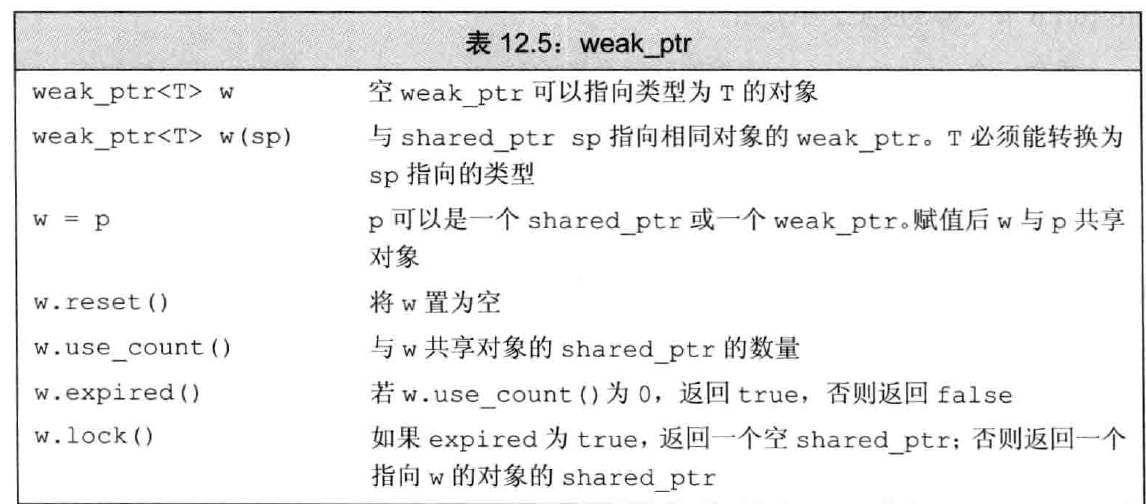 表 12.5：weak_ptr
weak_ptr<T> w 空 weak_ptr 可以指向类型为 T 的对象
weak_ptr<T> w(sp) 与 shared_ptr sp 指向相同对象的 weak_ptr。T 必须能转换为
sp 指向的类型
w = p p 可以是一个 shared_ptr 或一个 weak_ptr。赋值后 w 与 p 共享
对象
w.reset() 将 w 置为空
w.use_count() 与 w 共享对象的 shared_ptr 的数量
w.expired() 若 w.use_count()为 0，返回 true，否则返回 false
w.lock() 如果 expired 为 true，返回一个空 shared_ptr；否则返回一个
指向 w 的对象的 shared_ptr